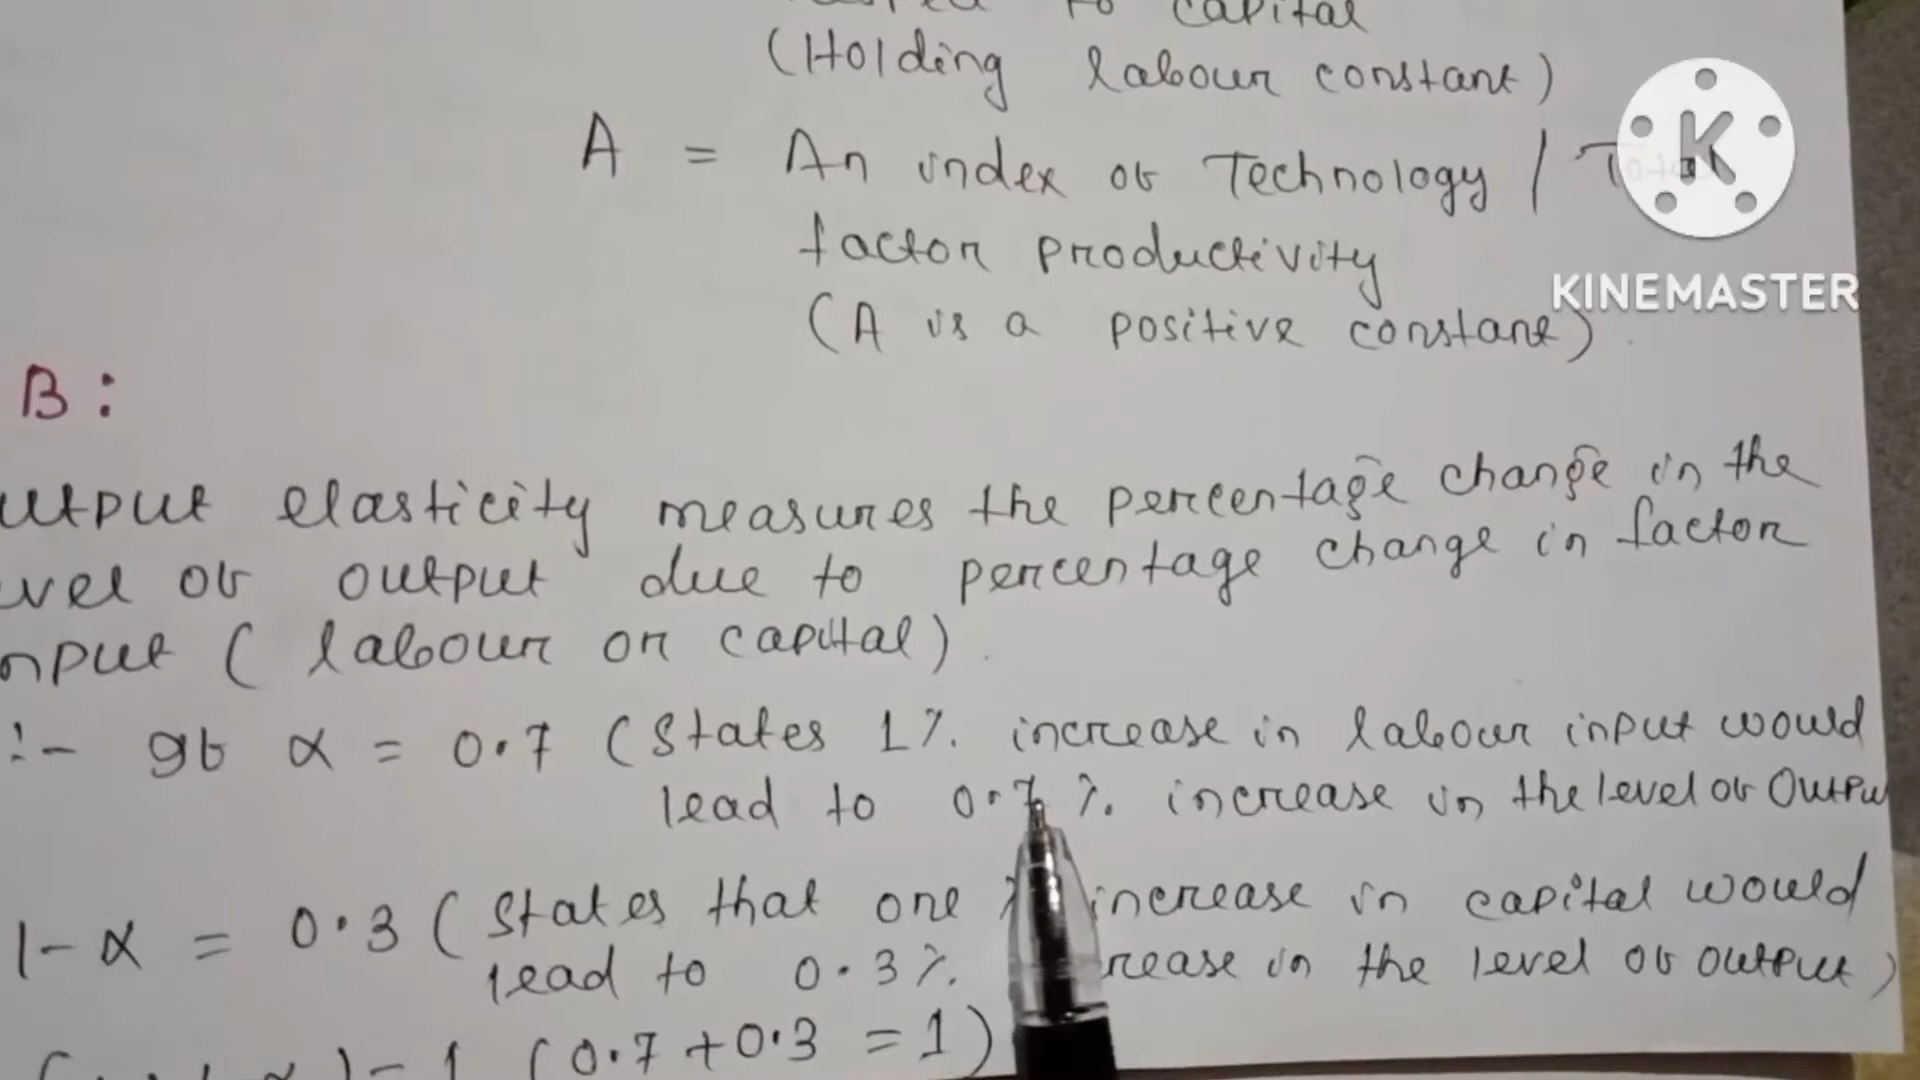 to capital
(Holding labour constant)
A = An index of Technology /
factor productivity
(A is a positive constant).
KINEMASTER
B:
utput elasticity measures the percentage change in the
evel of output due to percentage change in factor
nput (labour or capital).
:- If α = 0.7 (States 1% increase in labour input would
lead to 0.7% increase in the level of Outpu
1-α = 0.3 (States that one % increase in capital would
lead to 0.3% rease in the level of output)
= 1 (0.7+0.3 = 1)